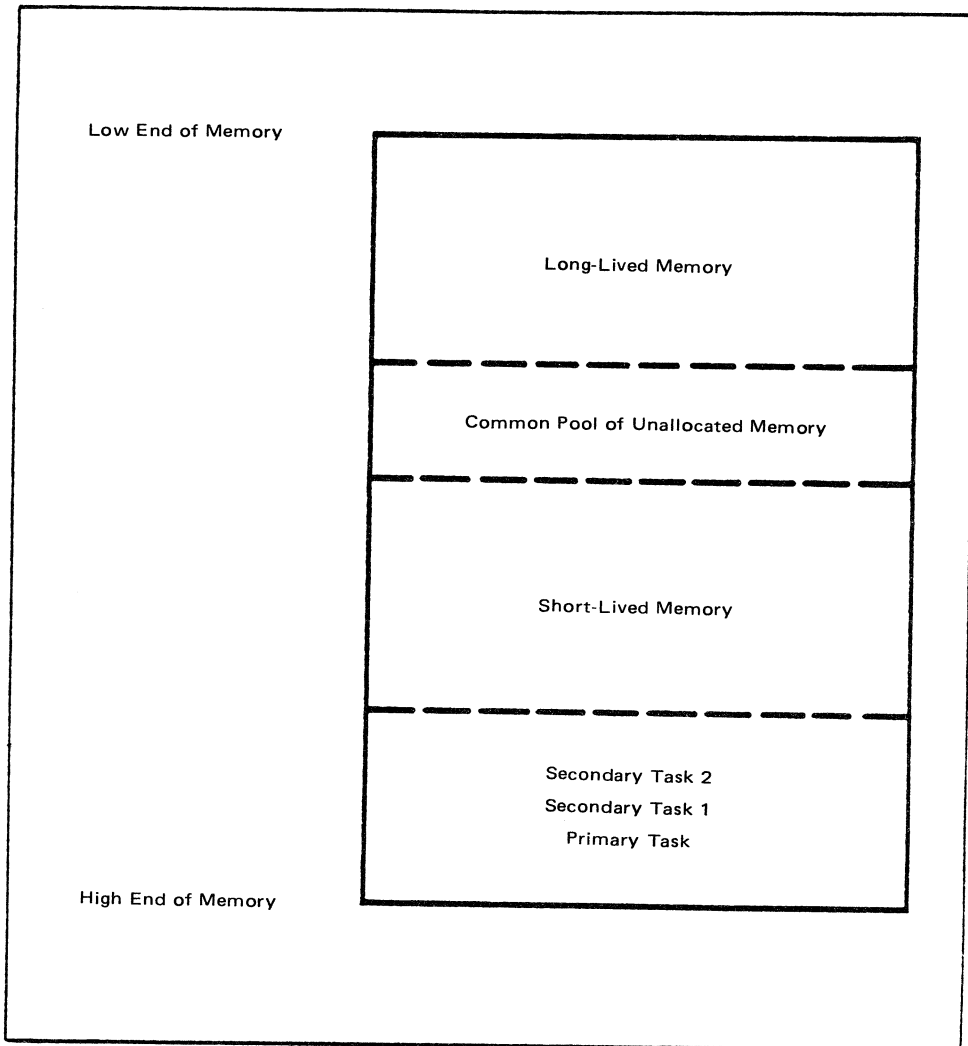 Low End of Memory
Long-Lived Memory
Common Pool of Unallocated Memory
Short-Lived Memory
Secondary Task 2
Secondary Task 1
Primary Task
High End of Memory